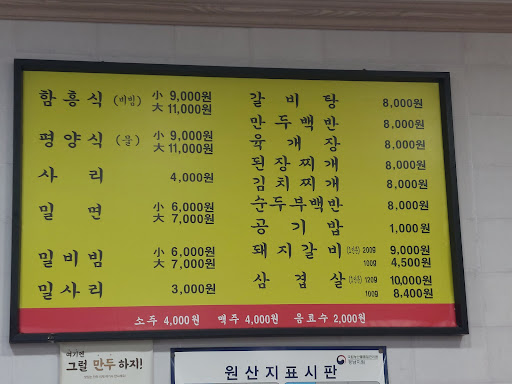 함흥식 (비빔) 小 9,000원
大 11,000원
평양식 (물) 小 9,000원
大 11,000원
사리 4,000원
밀면 小 6,000원
大 7,000원
밀비빔 小 6,000원
大 7,000원
밀사리 3,000원
갈비탕 8,000원
만두백반 8,000원
육개장 8,000원
된장찌개 8,000원
김치찌개 8,000원
순두부백반 8,000원
공기밥 1,000원
돼지갈비 200g 9,000원
100g 4,500원
삼겹살 120g 10,000원
100g 8,400원
소주 4,000원 맥주 4,000원 음료수 2,000원
여기엔
그럴 만두 하지!
원산지표시판